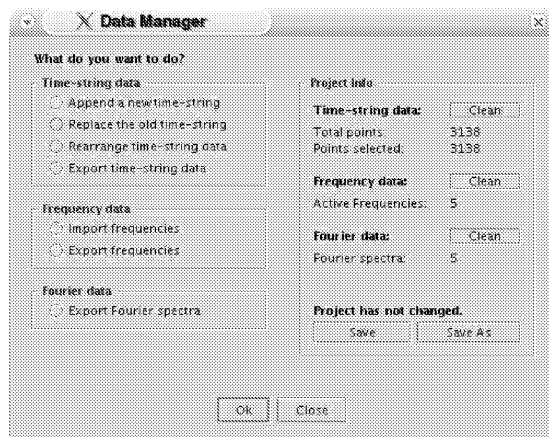 Data Manager
What do you want to do?
Time-string data
Append a new time-string
Replace the old time-string
Rearrange time-string data
Export time-string data
Frequency data
Import frequencies
Export frequencies
Fourier data
Export Fourier spectra
Project Info
Time-string data: Clean
Total points: 3138
Points selected: 3138
Frequency data: Clean
Active Frequencies: 5
Fourier data: Clean
Fourier spectra: 5
Project has not changed.
Save Save As
Ok Close